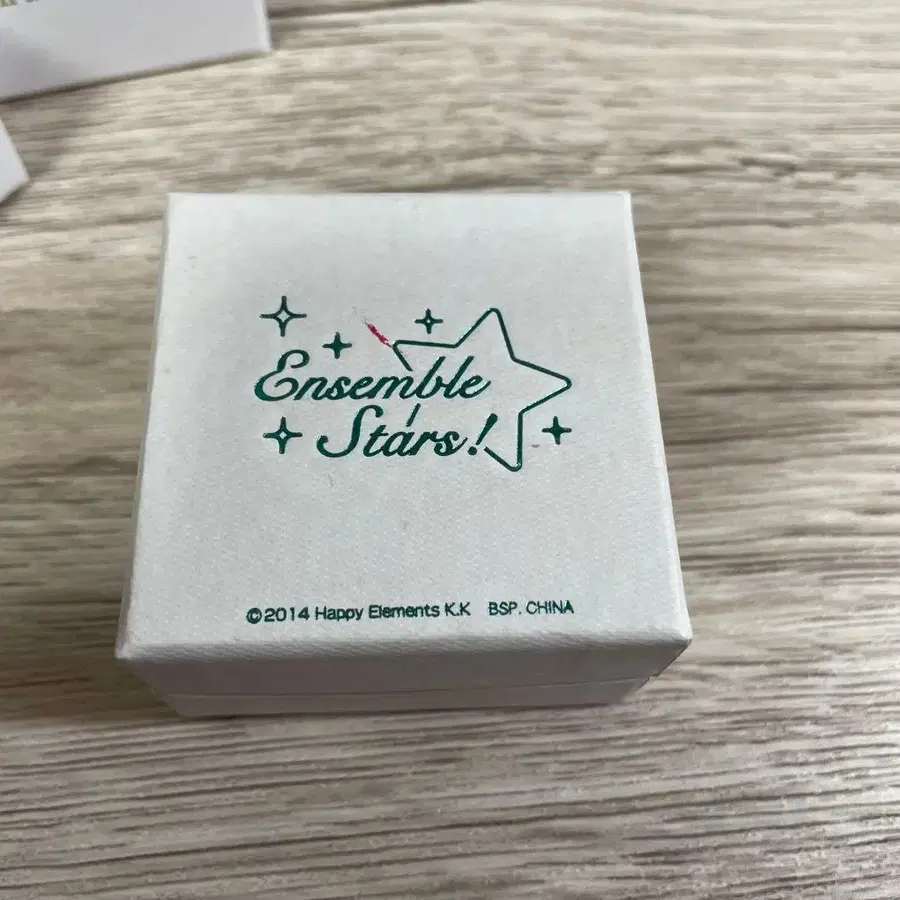 Ensemble
Stars!
©2014 Happy Elements K.K BSP. CHINA